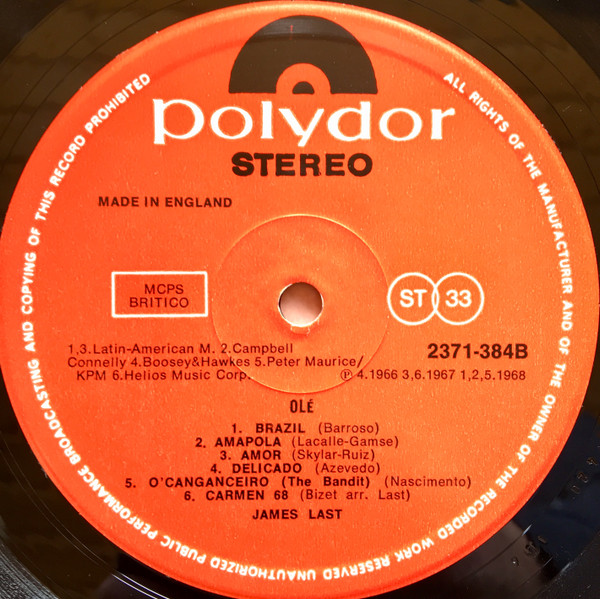 polydor
STEREO
MADE IN ENGLAND
MCPS
BRITICO
ST 33
1,3.Latin-American M. 2.Campbell
Connelly 4.Boosey&Hawkes 5.Peter Maurice/
KPM 6.Helios Music Corp.
2371-384B
℗ 4.1966 3,6.1967 1,2,5.1968
OLÉ
1. BRAZIL (Barroso)
2. AMAPOLA (Lacalle-Gamse)
3. AMOR (Skylar-Ruiz)
4. DELICADO (Azevedo)
5. O'CANGANCEIRO (The Bandit) (Nascimento)
6. CARMEN 68 (Bizet arr. Last)
JAMES LAST
ALL RIGHTS OF THE MANUFACTURER AND OF THE OWNER OF THE RECORDED WORK RESERVED UNAUTHORIZED PUBLIC PERFORMANCE BROADCASTING AND COPYING OF THIS RECORD PROHIBITED